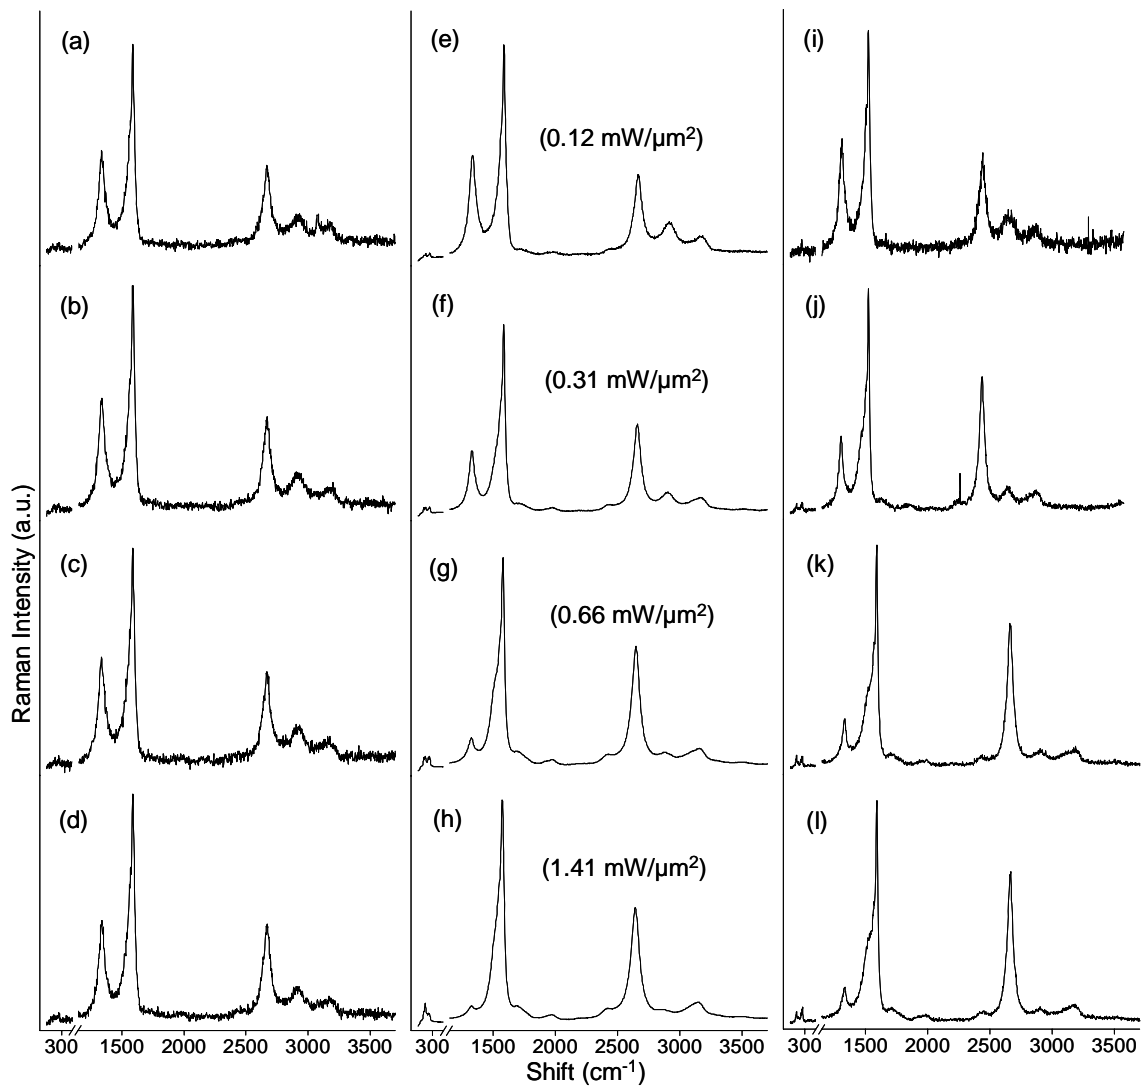 (a)
(e)
(i)
(0.12 mW/µm²)
(b)
(f)
(j)
(0.31 mW/µm²)
Raman Intensity (a.u.)
(c)
(g)
(k)
(0.66 mW/µm²)
(d)
(h)
(l)
(1.41 mW/µm²)
300 1500 2000 2500 3000 3500 300 1500 2000 2500 3000 3500 300 1500 2000 2500 3000 3500
Shift (cm⁻¹)